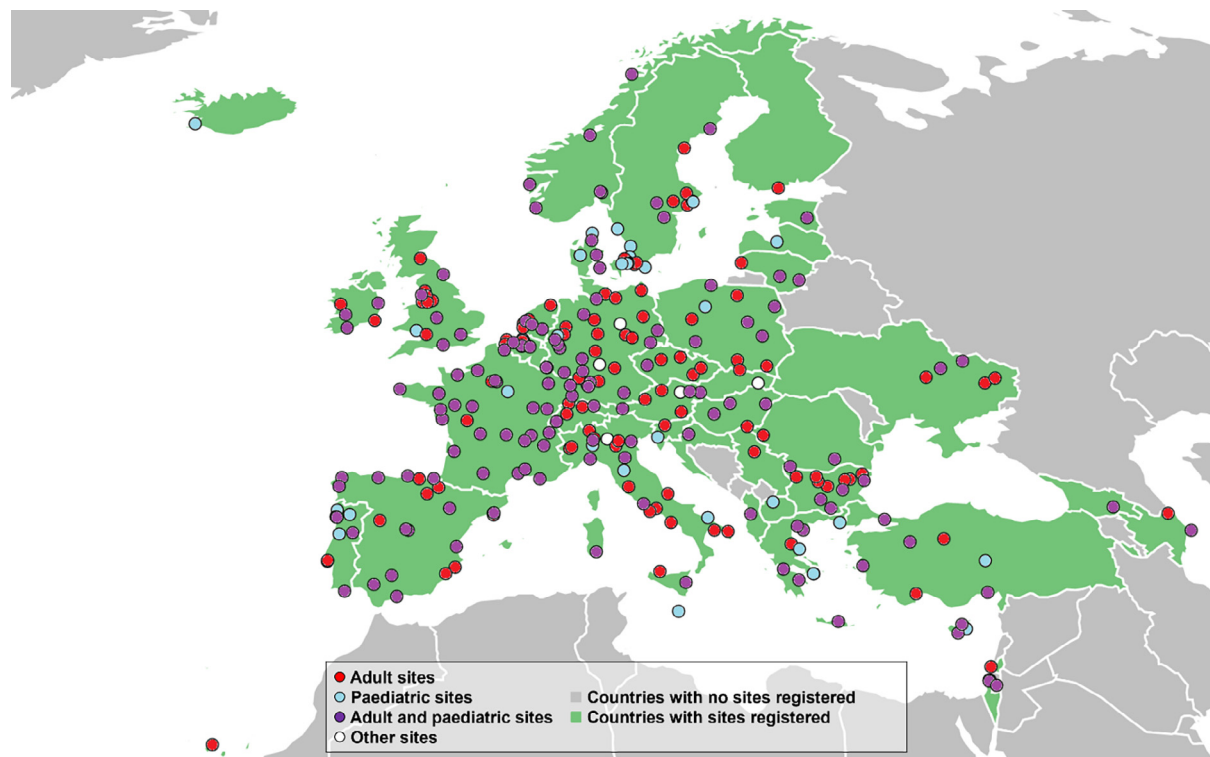 Adult sites
Paediatric sites
Countries with no sites registered
Adult and paediatric sites
Countries with sites registered
Other sites